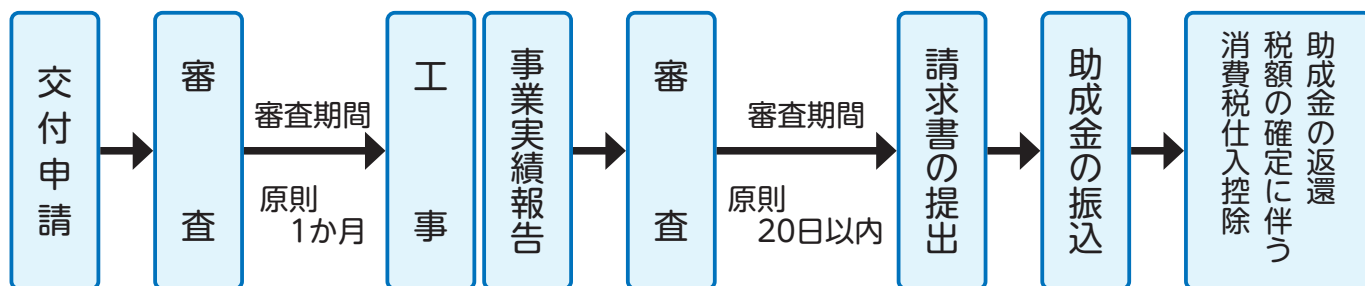 交付申請
審査
審査期間
原則
1か月
工事
事業実績報告
審査
審査期間
原則
20日以内
請求書の提出
助成金の振込
助成金の返還
税額の確定に伴う
消費税仕入控除